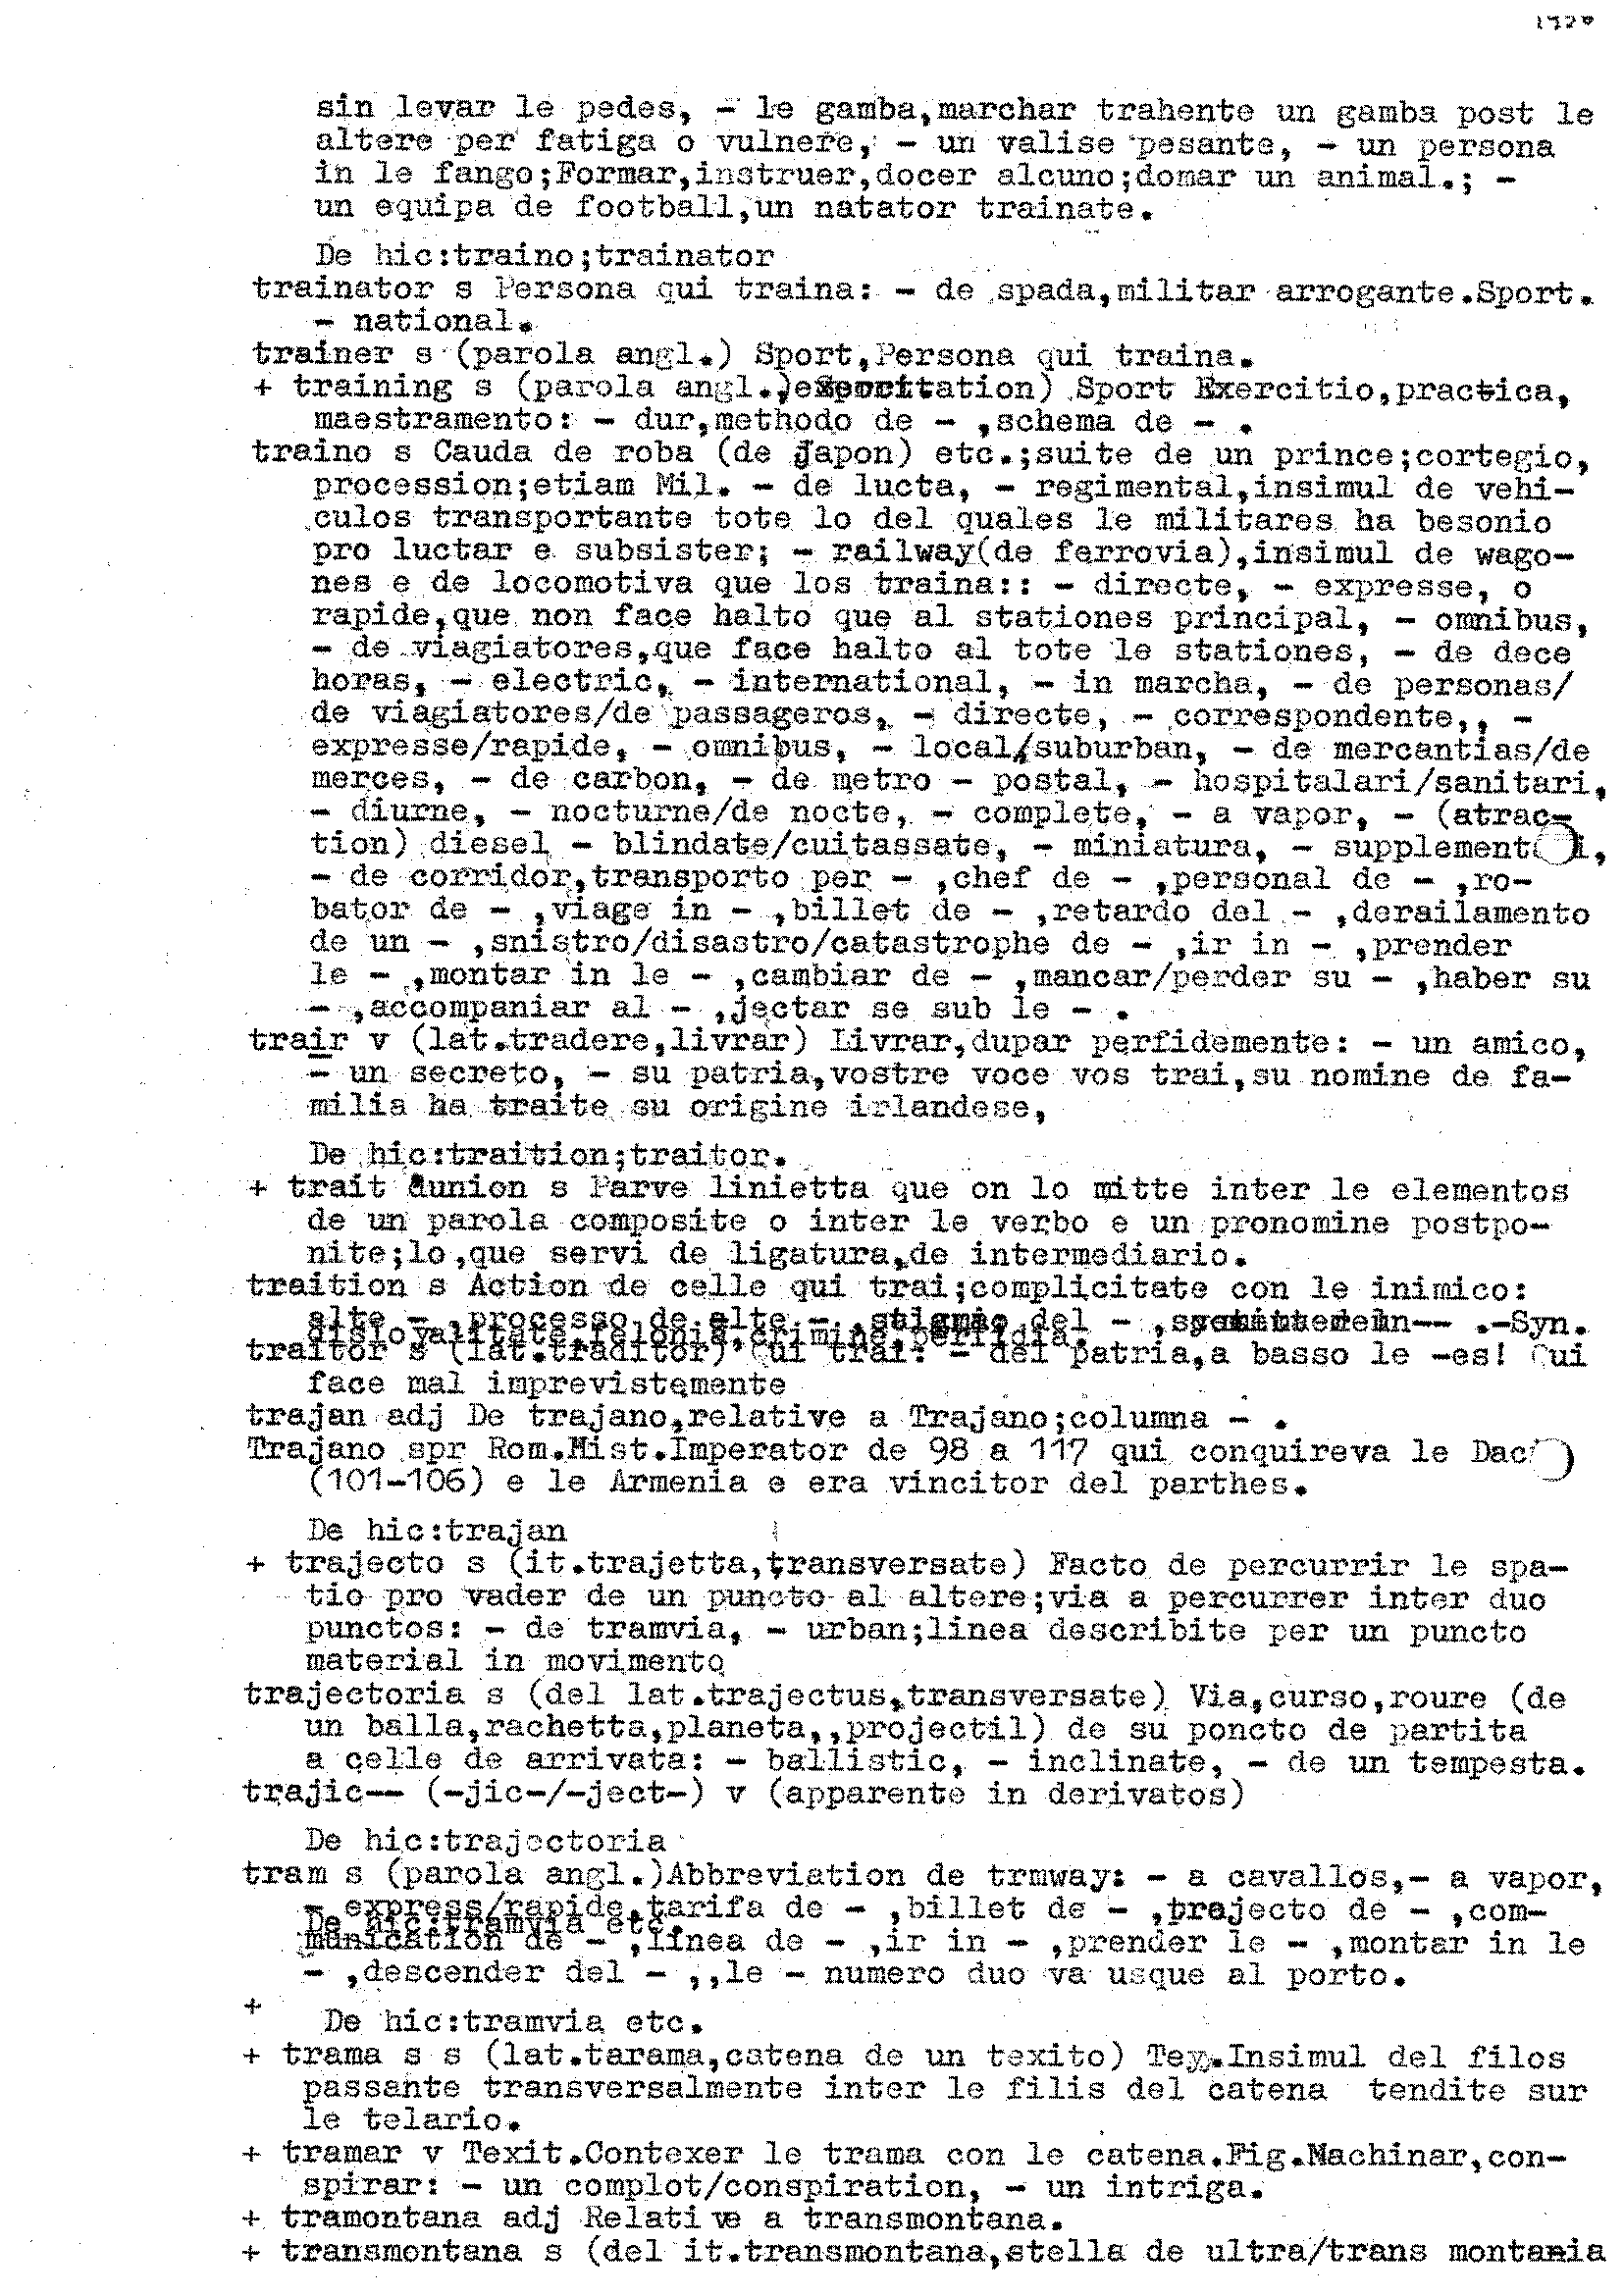 sin levar le pedes, - le gamba,marchar trahente un gamba post le
altere per fatiga o vulnere, - un valise pesante, - un persona
in le fango;Formar,instruer,docer alcuno;domar un animal.; -
un equipa de football,un natator trainate.
De hic:traino;trainator
trainator s Persona qui traina: - de spada,militar arrogante.Sport.
- national.
trainer s (parola angl.) Sport,Persona qui traina.
+ training s (parola angl. Sport Exercitio,practica,
maestramento: - dur,methodo de - ,schema de - .
traino s Cauda de roba (de Japon) etc.;suite de un prince;cortegio,
procession;etiam Mil. - de lucta, - regimental,insimul de vehi-
culos transportante tote lo del quales le militares ha besonio
pro luctar e subsister; - railway(de ferrovia),insimul de wago-
nes e de locomotiva que los traina:: - directe, - expresse, o
rapide,que non face halto que al stationes principal, - omnibus,
- de viagiatores,que face halto al tote le stationes, - de dece
horas, - electric, - international, - in marcha, - de personas/
de viagiatores/de passageros, - directe, - correspondente,, -
expresse/rapide, - omnibus, - local/suburban, - de mercantias/de
merces, - de carbon, - de metro - postal, - hospitalari/sanitari,
- diurne, - nocturne/de nocte, - complete, - a vapor, - (atrac-
tion) diesel - blindate/cuitassate, - miniatura, -
- de corridor,transporto per - ,chef de - ,personal de - ,ro-
bator de - ,viage in - ,billet de - ,retardo del - ,derailamento
de un - ,snistro/disastro/catastrophe de - ,ir in - ,prender
le - ,montar in le - ,cambiar de - ,mancar/perder su - ,haber su
- ,accompaniar al - ,jectar se sub le - .
trair v (lat.tradere,livrar) Livrar,dupar perfidemente: - un amico,
- un secreto, - su patria,vostre voce vos trai,su nomine de fa-
milia ha traite su origine irlandese,
De hic:traition;traitor.
+ trait dunion s Parve linietta que on lo mitte inter le elementos
de un parola composite o inter le verbo e un pronomine postpo-
nite;lo,que servi de ligatura,de intermediario.
traition s Action de celle qui trai;complicitate con le inimico:
alte - ,processo de alte - , del - , .-Syn.
disloyalitate,felonia,crimine,perfidia.
traitor s (lat.traditor) Qui trai: - del patria,a basso le -es! Qui
face mal imprevistemente
trajan adj De trajano,relative a Trajano;columna - .
Trajano spr Rom.Hist.Imperator de 98 a 117 qui conquireva le
(101-106) e le Armenia e era vincitor del parthes.
De hic:trajan
+ trajecto s (it.trajetta,transversate) Facto de percurrir le spa-
tio pro vader de un puncto al altere;via a percurrer inter duo
punctos: - de tramvia, - urban;linea describite per un puncto
material in movimento
trajectoria s (del lat.trajectus,transversate) Via,curso,roure (de
un balla,rachetta,planeta,,projectil) de su poncto de partita
a celle de arrivata: - ballistic, - inclinate, - de un tempesta.
trajic-- (-jic-/-ject-) v (apparente in derivatos)
De hic:trajectoria
tram s (parola angl.)Abbreviation de trmway: - a cavallos,- a vapor,
- express/rapide,tarifa de - ,billet de - ,trajecto de - ,com-
De hic:tramvia etc.
munication de - ,linea de - ,ir in - ,prender le - ,montar in le
- ,descender del - ,,le - numero duo va usque al porto.
+
De hic:tramvia etc.
+ trama s s (lat.tarama,catena de un texito) Tex.Insimul del filos
passante transversalmente inter le filis del catena tendite sur
le telario.
+ tramar v Texit.Contexer le trama con le catena.Fig.Machinar,con-
spirar: - un complot/conspiration, - un intriga.
+ tramontana adj Relative a transmontana.
+ transmontana s (del it.transmontana,stella de ultra/trans montania